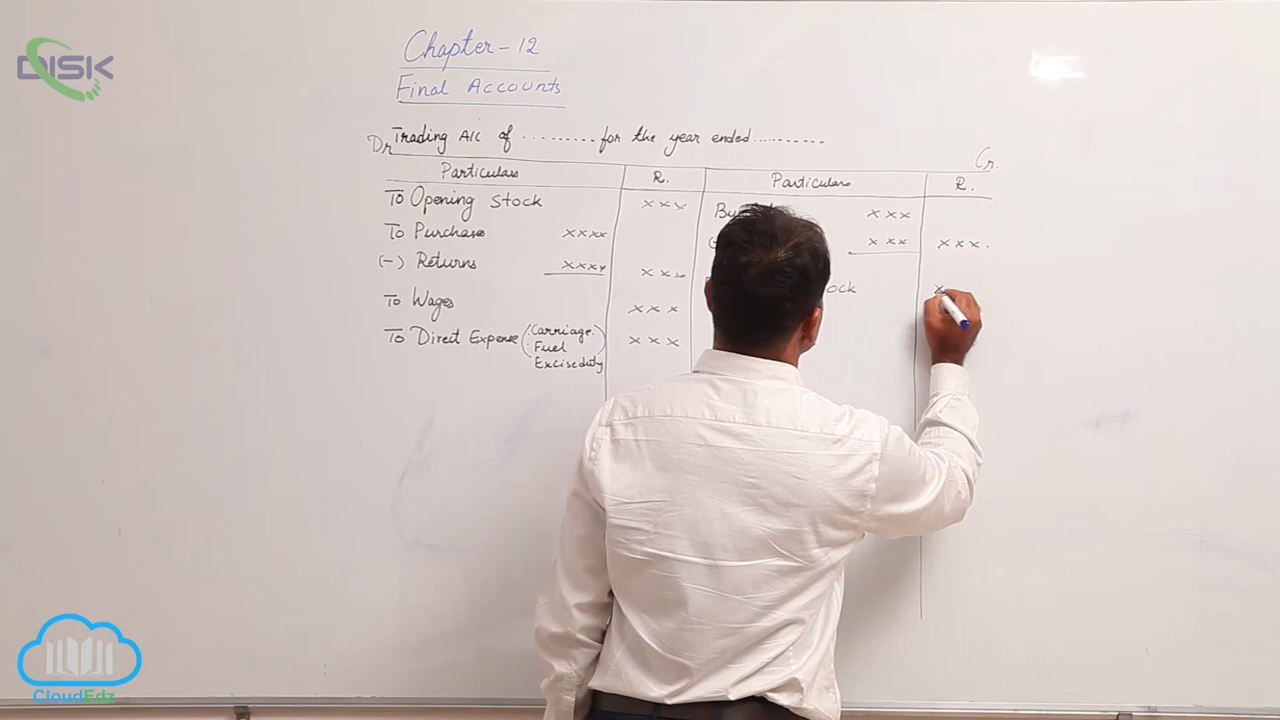 DISK
Chapter-12
Final Accounts
Trading A/C of .......... for the year ended ...........
Dr
Cr.
Particulars R. Particulars R.
To Opening Stock xxx
xxx
To Purchase xxxx
xxx xxx.
(-) Returns xxxx xxx
x
To Wages xxx
To Direct Expense (Carriage. xxx
Fuel
Excise duty)
CloudEdz